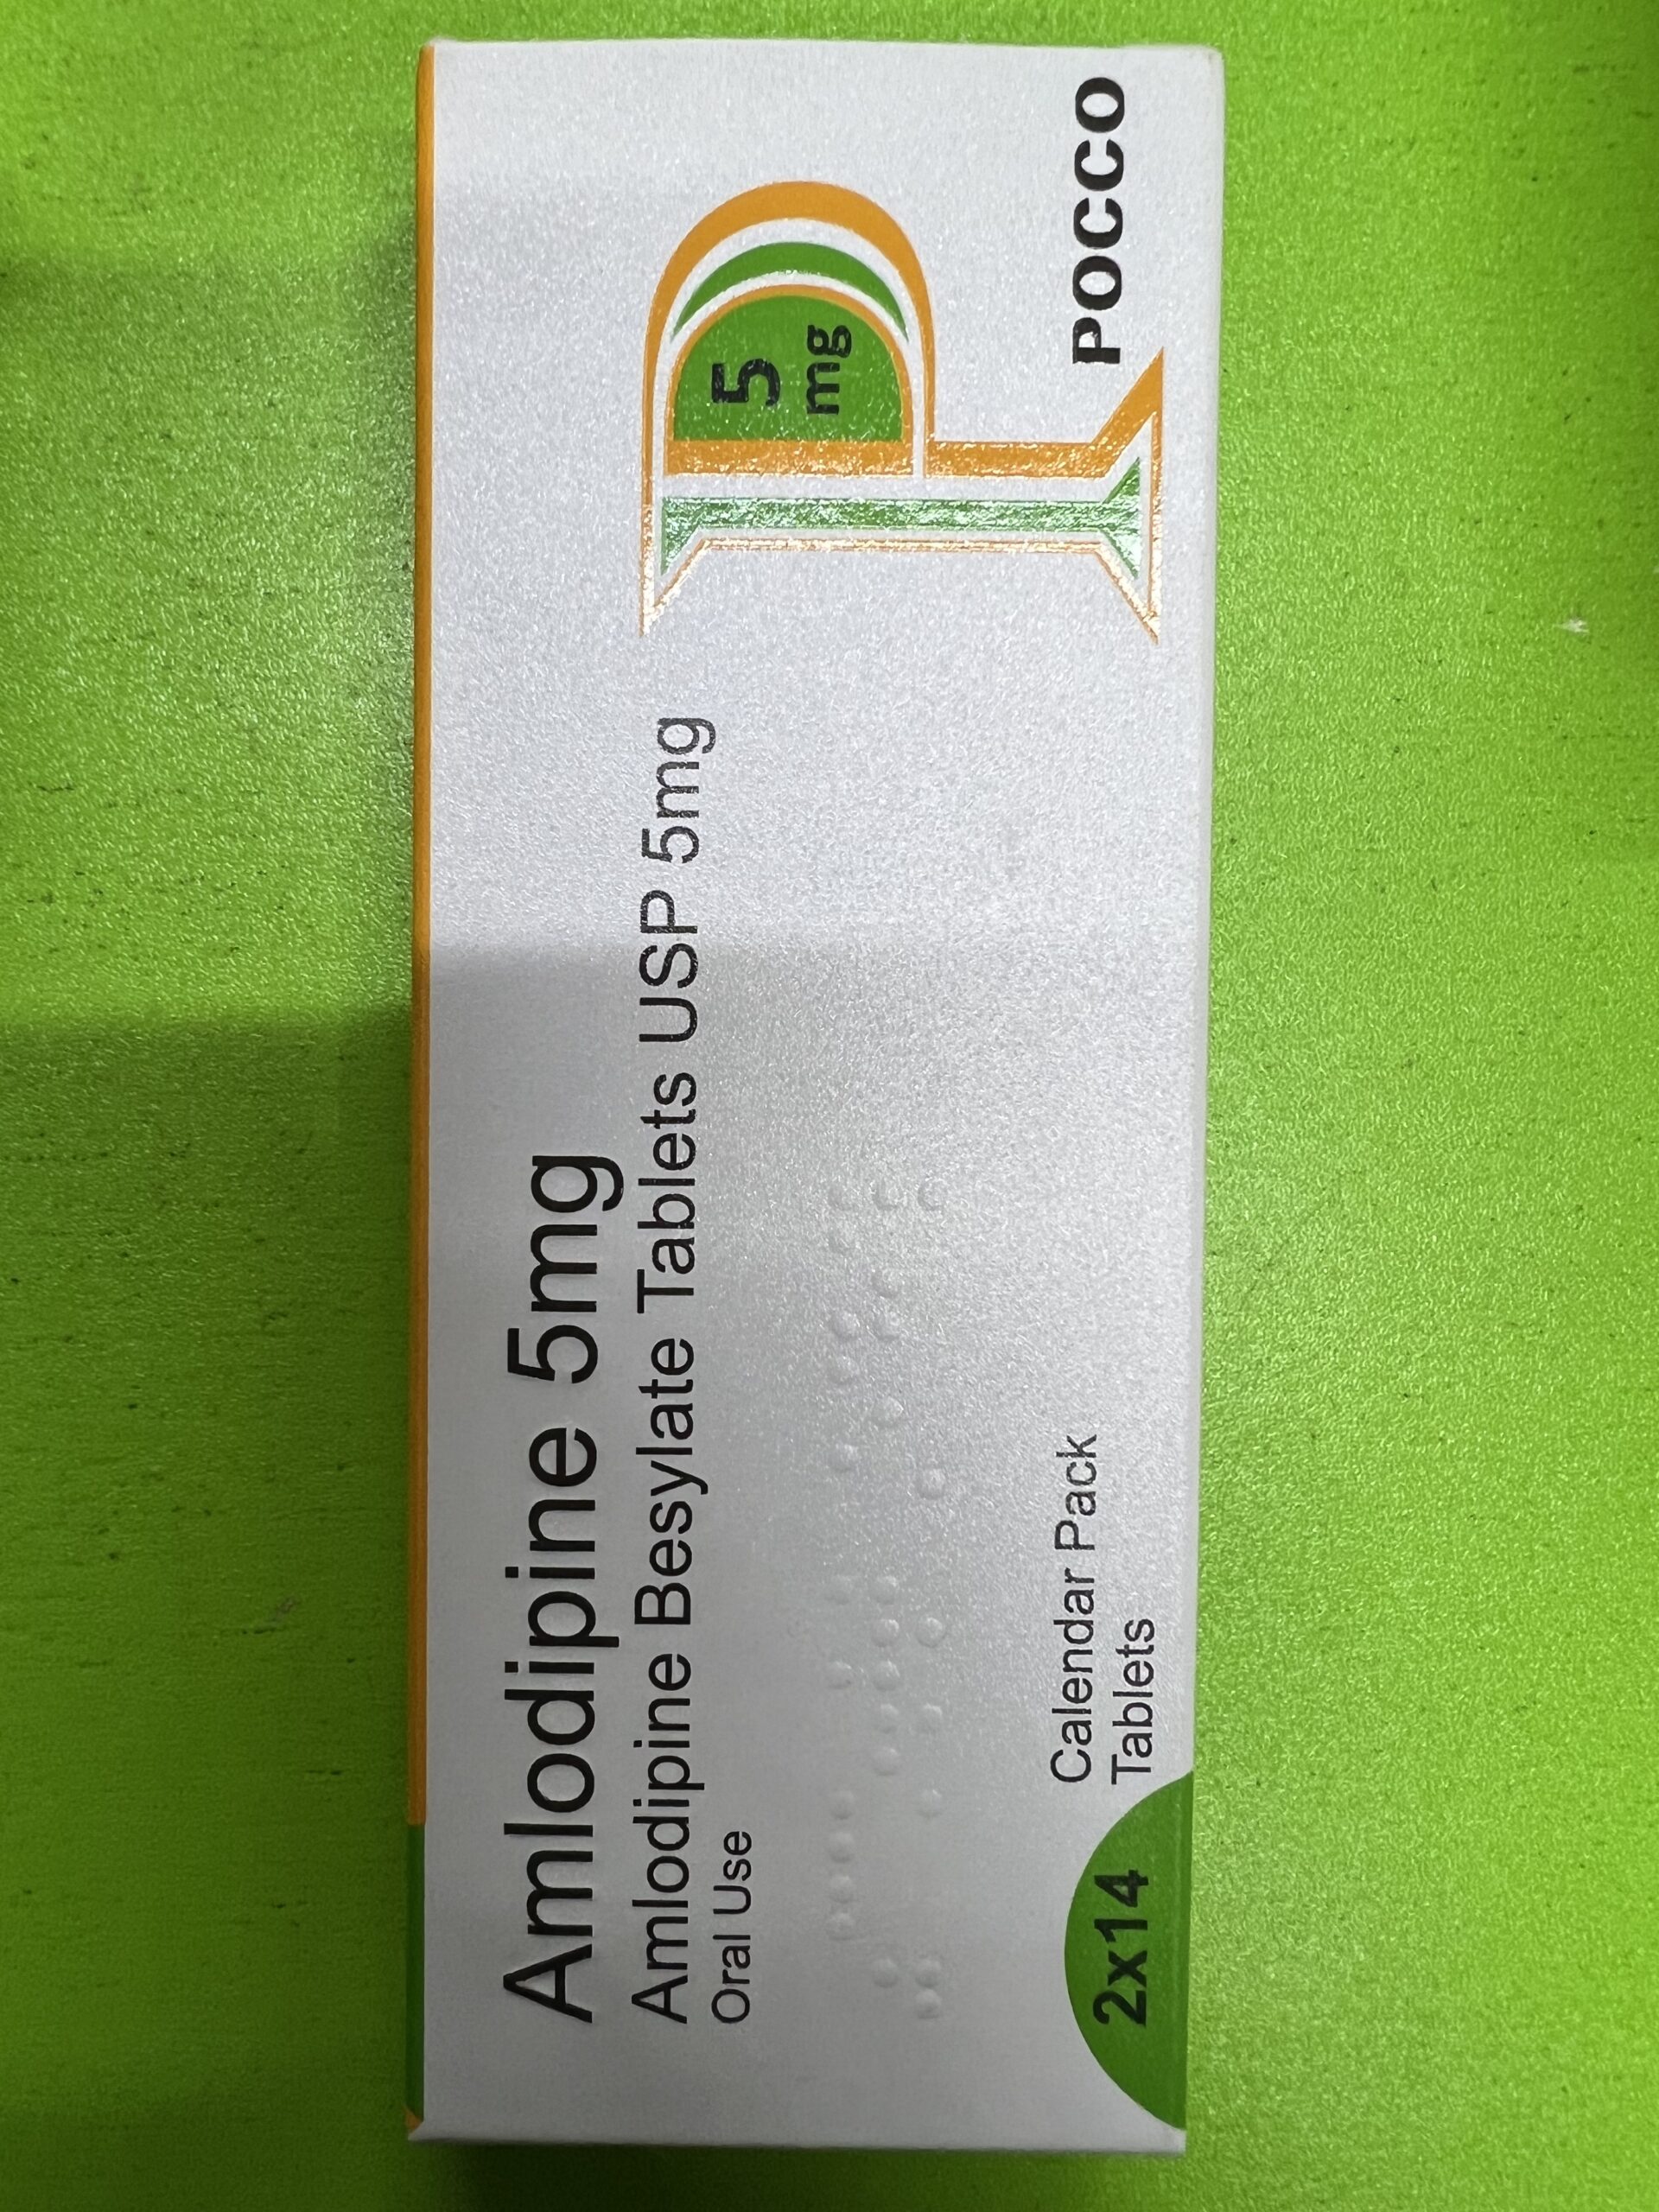 Amlodipine 5mg
Amlodipine Besylate Tablets USP 5mg
Oral Use
5
mg
POCCO
2x14
Calendar Pack
Tablets